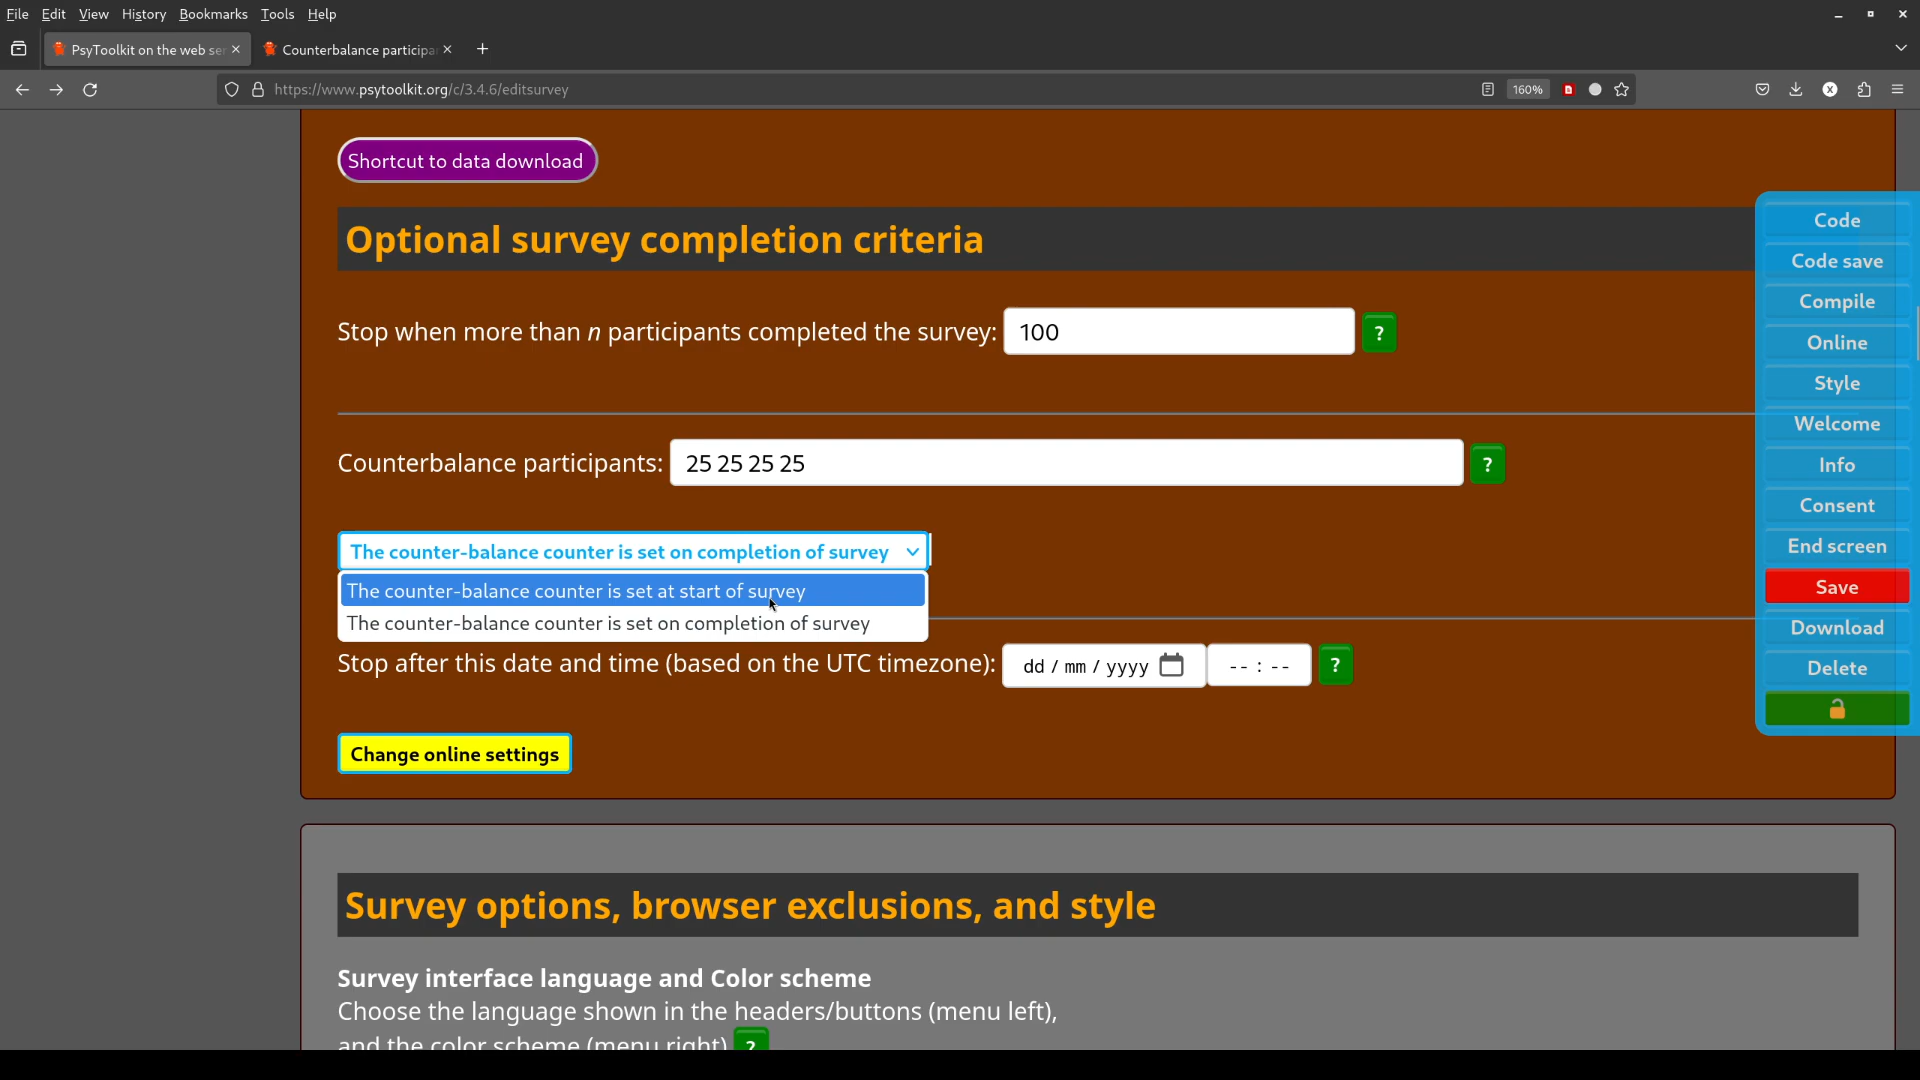 File Edit View History Bookmarks Tools Help
PsyToolkit on the web ser
Counterbalance participa
https://www.psytoolkit.org/c/3.4.6/editsurvey
160%
Shortcut to data download
Optional survey completion criteria
Stop when more than n participants completed the survey: 100 ?
Counterbalance participants: 25 25 25 25 ?
The counter-balance counter is set on completion of survey
The counter-balance counter is set at start of survey
The counter-balance counter is set on completion of survey
Stop after this date and time (based on the UTC timezone): dd / mm / yyyy -- : -- ?
Change online settings
Survey options, browser exclusions, and style
Survey interface language and Color scheme
Choose the language shown in the headers/buttons (menu left),
and the color scheme (menu right) ?
Code
Code save
Compile
Online
Style
Welcome
Info
Consent
End screen
Save
Download
Delete